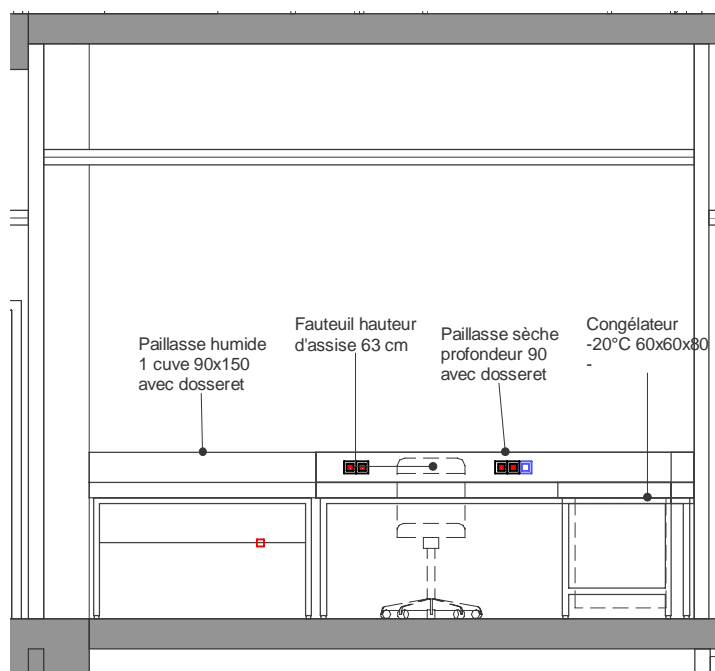 Paillasse humide
1 cuve 90x150
avec dosseret
Fauteuil hauteur
d'assise 63 cm
Paillasse sèche
profondeur 90
avec dosseret
Congélateur
-20°C 60x60x80
-